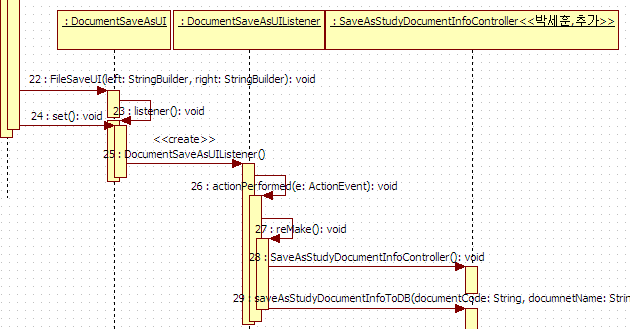 : DocumentSaveAsUI
: DocumentSaveAsUIListener
: SaveAsStudyDocumentInfoController<<박세훈,추가>>
22 : FileSaveUI(left: StringBuilder, right: StringBuilder): void
23 : listener(): void
24 : set(): void
<<create>>
25 : DocumentSaveAsUIListener()
26 : actionPerformed(e: ActionEvent): void
27 : reMake(): void
28 : SaveAsStudyDocumentInfoController(): void
29 : saveAsStudyDocumentInfoToDB(documentCode: String, documnetName: Strin